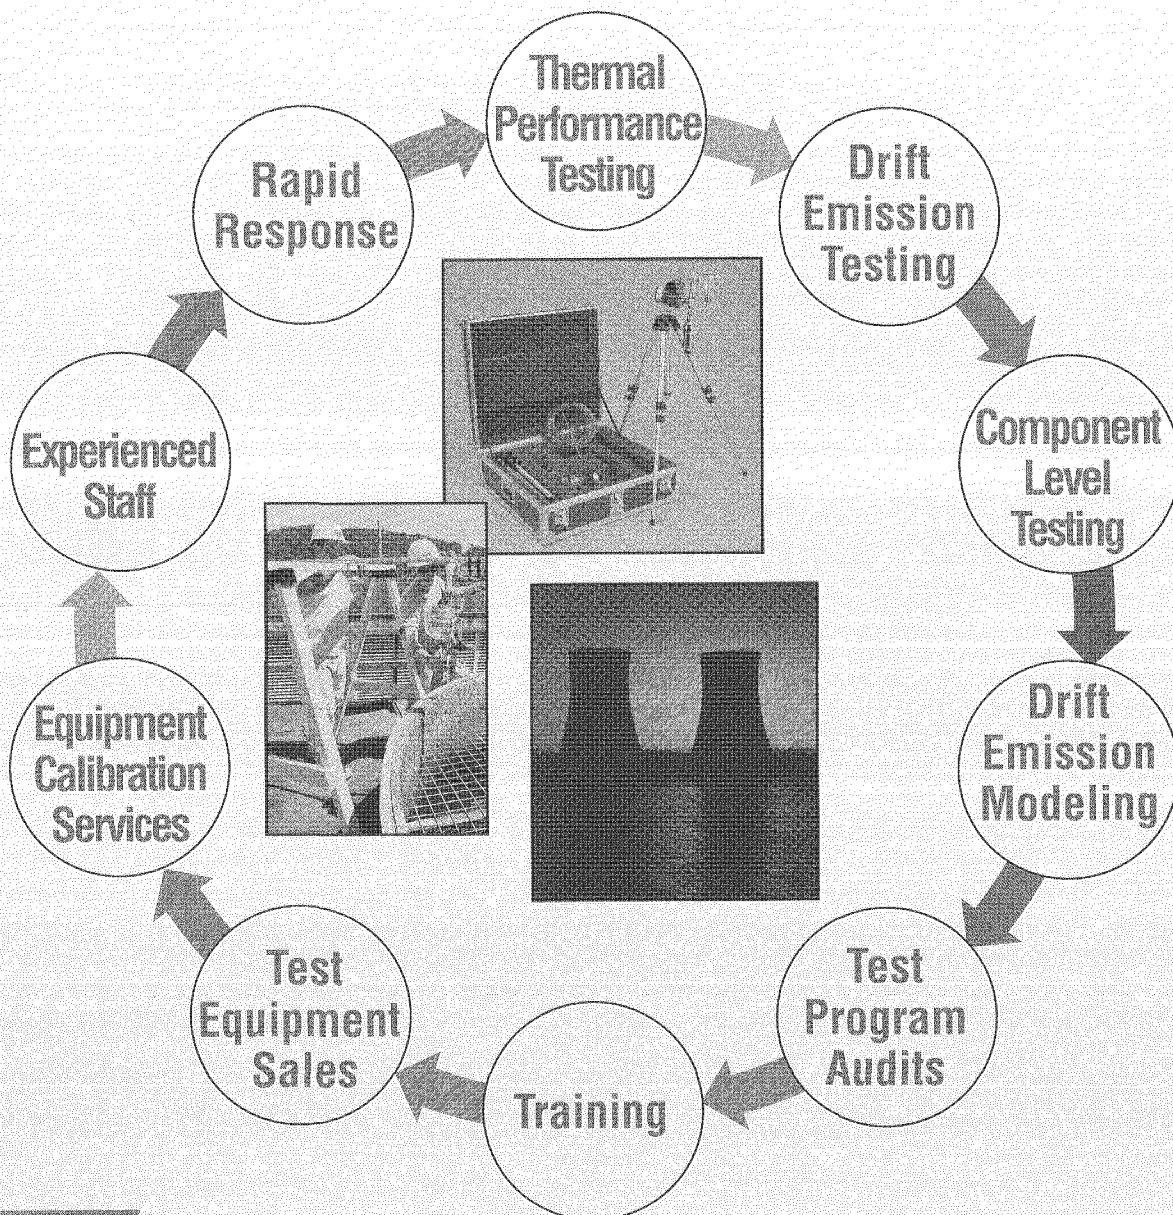 Thermal
Performance
Testing
Drift
Emission
Testing
Component
Level
Testing
Drift
Emission
Modeling
Test
Program
Audits
Training
Test
Equipment
Sales
Equipment
Calibration
Services
Experienced
Staff
Rapid
Response